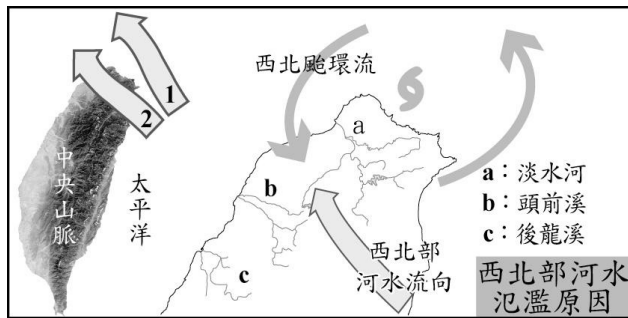 1
2
中央山脈
太平洋
西北颱環流
a
b
c
西北部
河水流向
a：淡水河
b：頭前溪
c：後龍溪
西北部河水
氾濫原因